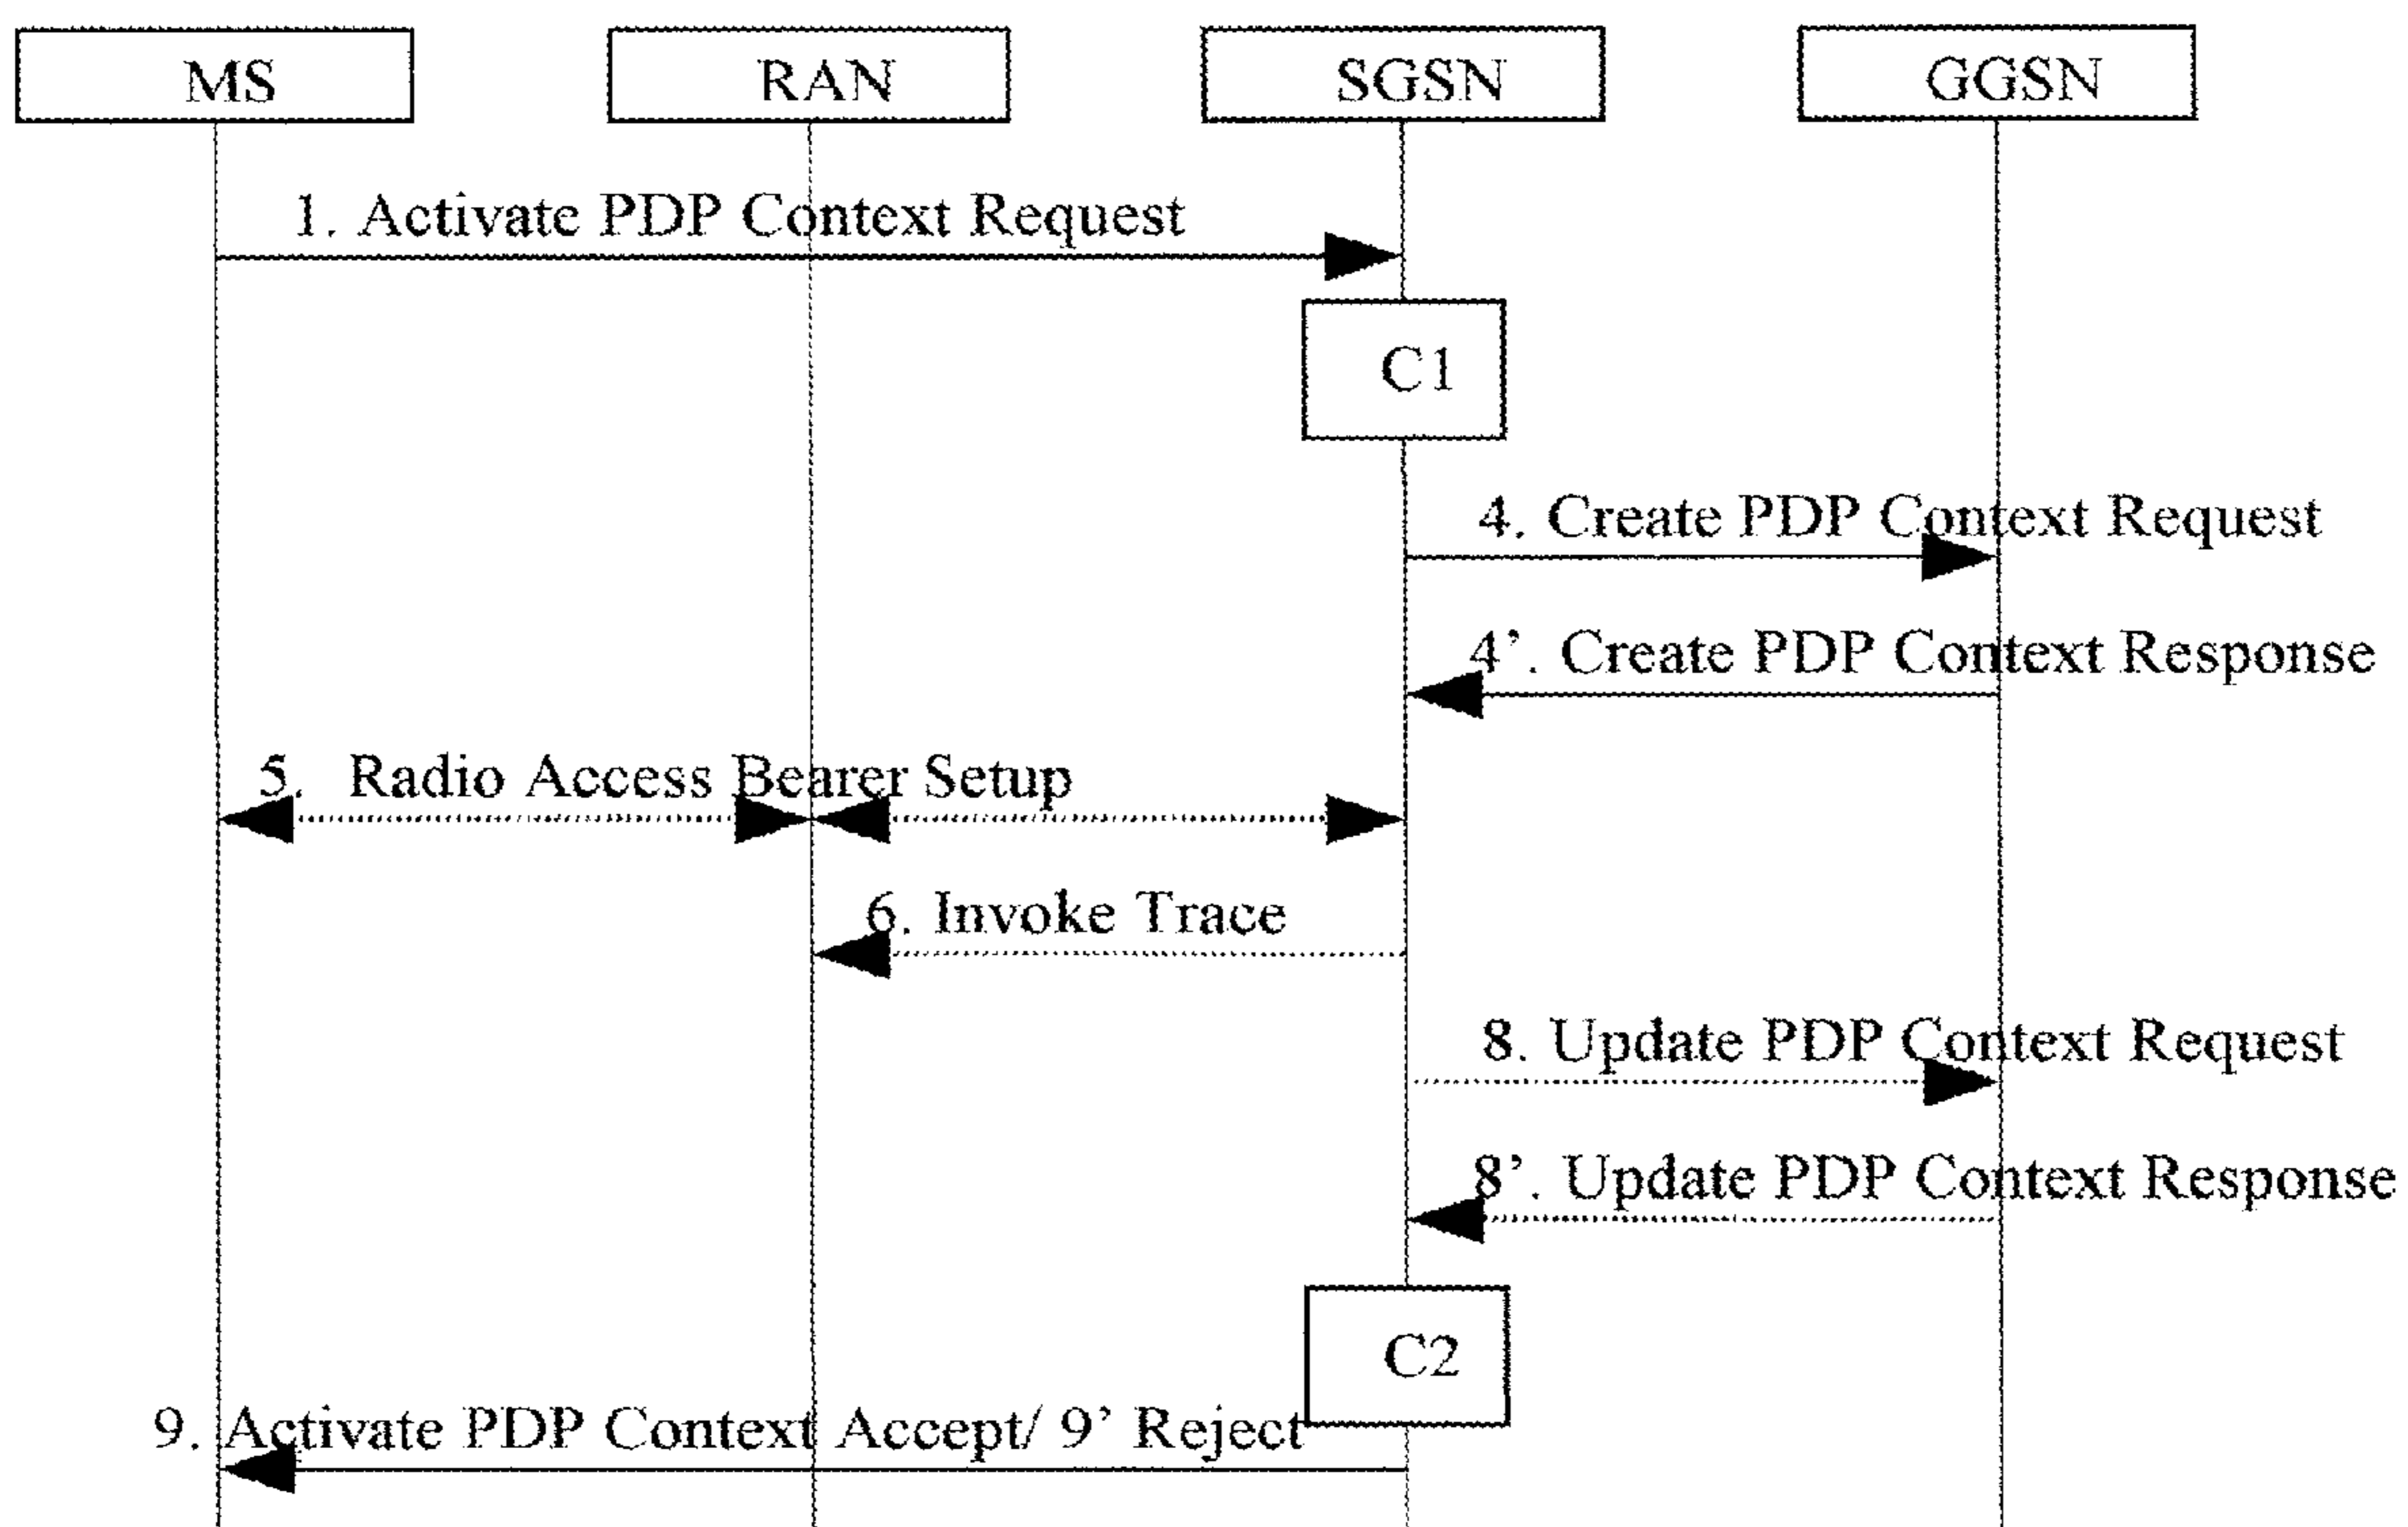 MS RAN SGSN GGSN
1. Activate PDP Context Request
C1
4. Create PDP Context Request
4’. Create PDP Context Response
5. Radio Access Bearer Setup
6. Invoke Trace
8. Update PDP Context Request
8’. Update PDP Context Response
C2
9. Activate PDP Context Accept/ 9’ Reject